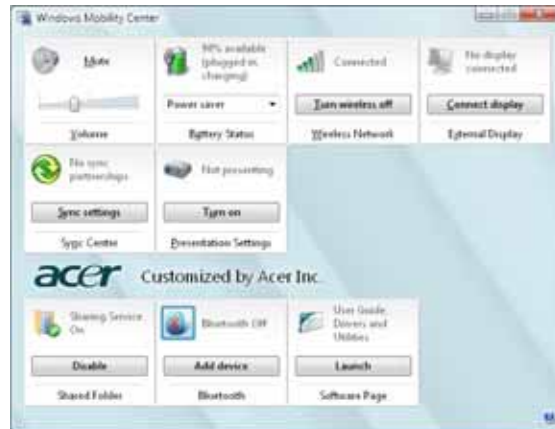 Windows Mobility Center
Mute
Volume
90% available
(plugged in,
charging)
Power saver
Battery Status
Connected
Turn wireless off
Wireless Network
No display
connected
Connect display
External Display
No sync
partnerships
Sync settings
Sync Center
Not presenting
Turn on
Presentation Settings
acer Customized by Acer Inc.
Sharing Service
On
Disable
Shared Folder
Bluetooth Off
Add device
Bluetooth
User Guide,
Drivers and
Utilities
Launch
Software Page